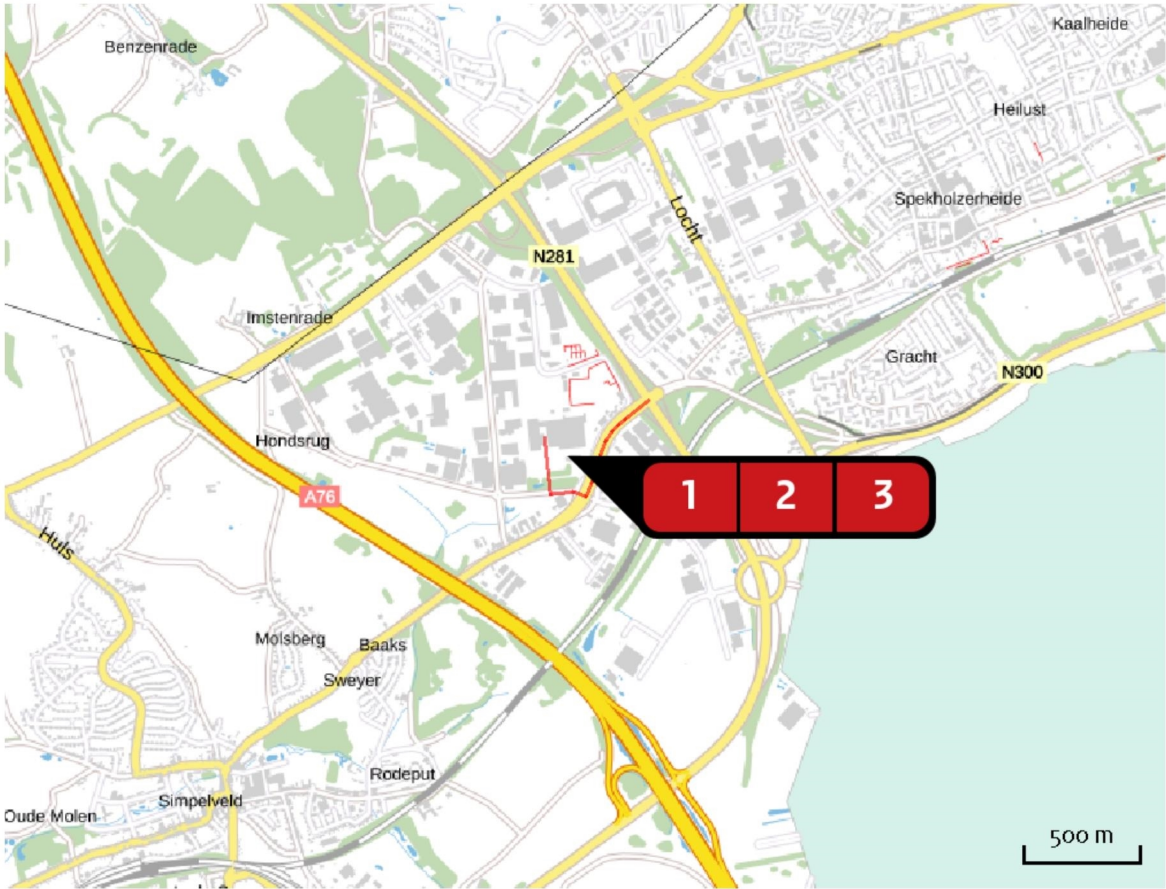 Kaalheide
Benzenrade
Heilust
Spekholzerheide
Locht
N281
Imstenrade
Gracht
N300
Hondsrug
A76
1 2 3
Huls
Molsberg
Baaks
Sweyer
Rodeput
Simpelveld
Oude Molen
500 m